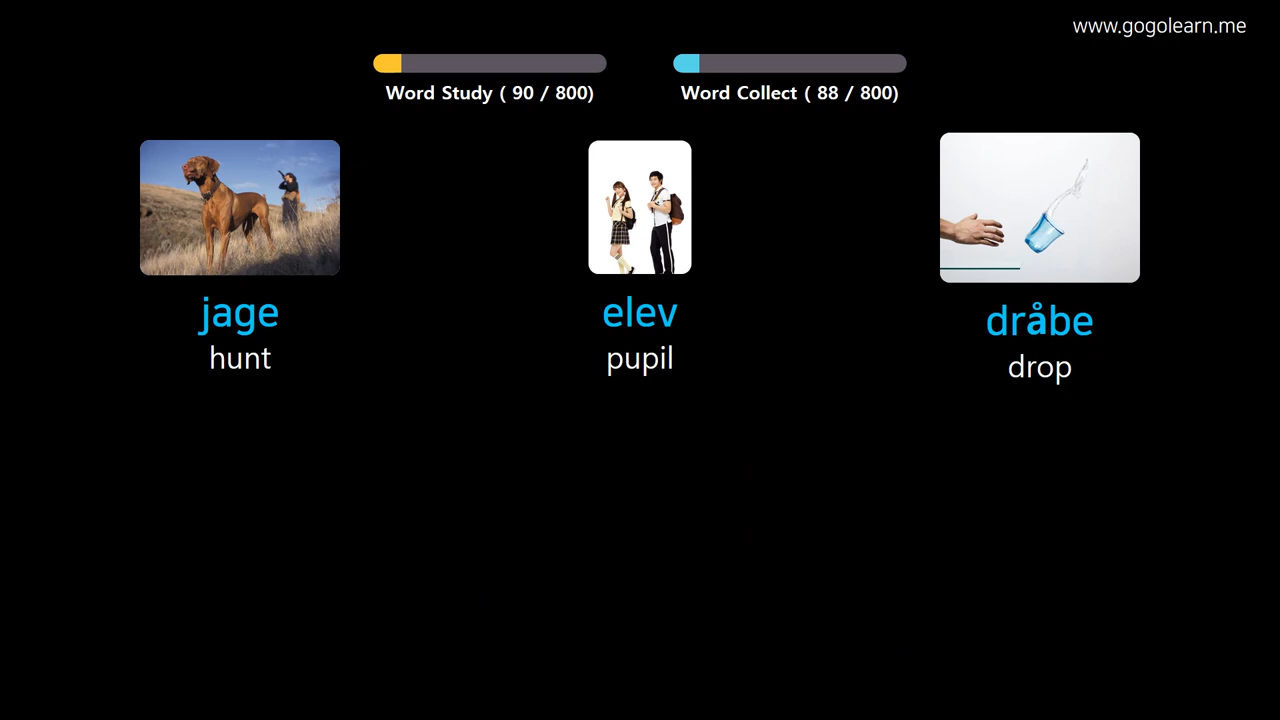 www.gogolearn.me
Word Study ( 90 / 800)
Word Collect ( 88 / 800)
jage
hunt
elev
pupil
dråbe
drop